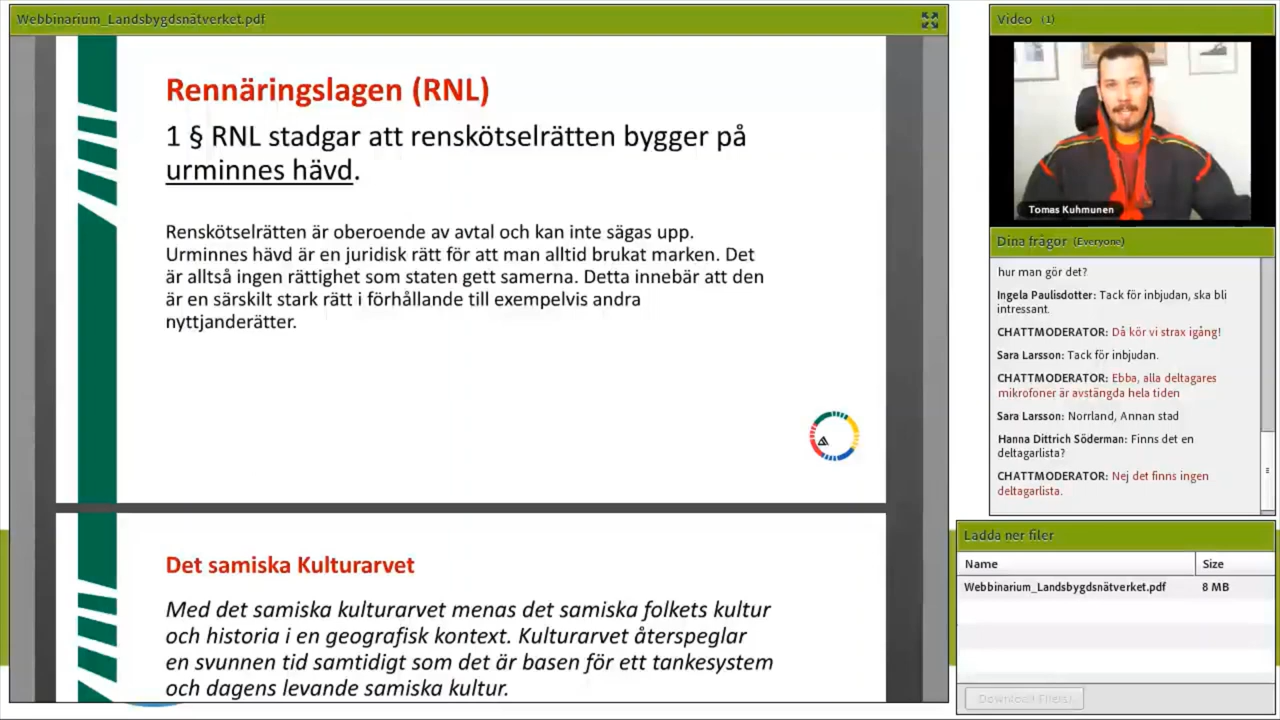 Webbinarium_Landsbygdsnätverket.pdf
Rennäringslagen (RNL)
1 § RNL stadgar att renskötselrätten bygger på
urminnes hävd.
Renskötselrätten är oberoende av avtal och kan inte sägas upp.
Urminnes hävd är en juridisk rätt för att man alltid brukat marken. Det
är alltså ingen rättighet som staten gett samerna. Detta innebär att den
är en särskilt stark rätt i förhållande till exempelvis andra
nyttjanderätter.
Det samiska Kulturarvet
Med det samiska kulturarvet menas det samiska folkets kultur
och historia i en geografisk kontext. Kulturarvet återspeglar
en svunnen tid samtidigt som det är basen för ett tankesystem
och dagens levande samiska kultur.
Video (1)
Tomas Kuhmunen
Dina frågor (Everyone)
hur man gör det?
Ingela Paulisdotter: Tack för inbjudan, ska bli
intressant.
CHATTMODERATOR: Då kör vi strax igång!
Sara Larsson: Tack för inbjudan.
CHATTMODERATOR: Ebba, alla deltagares
mikrofoner är avstängda hela tiden
Sara Larsson: Norrland, Annan stad
Hanna Dittrich Söderman: Finns det en
deltagarlista?
CHATTMODERATOR: Nej det finns ingen
deltagarlista.
Ladda ner filer
Name Size
Webbinarium_Landsbygdsnätverket.pdf 8 MB
Download File(s)